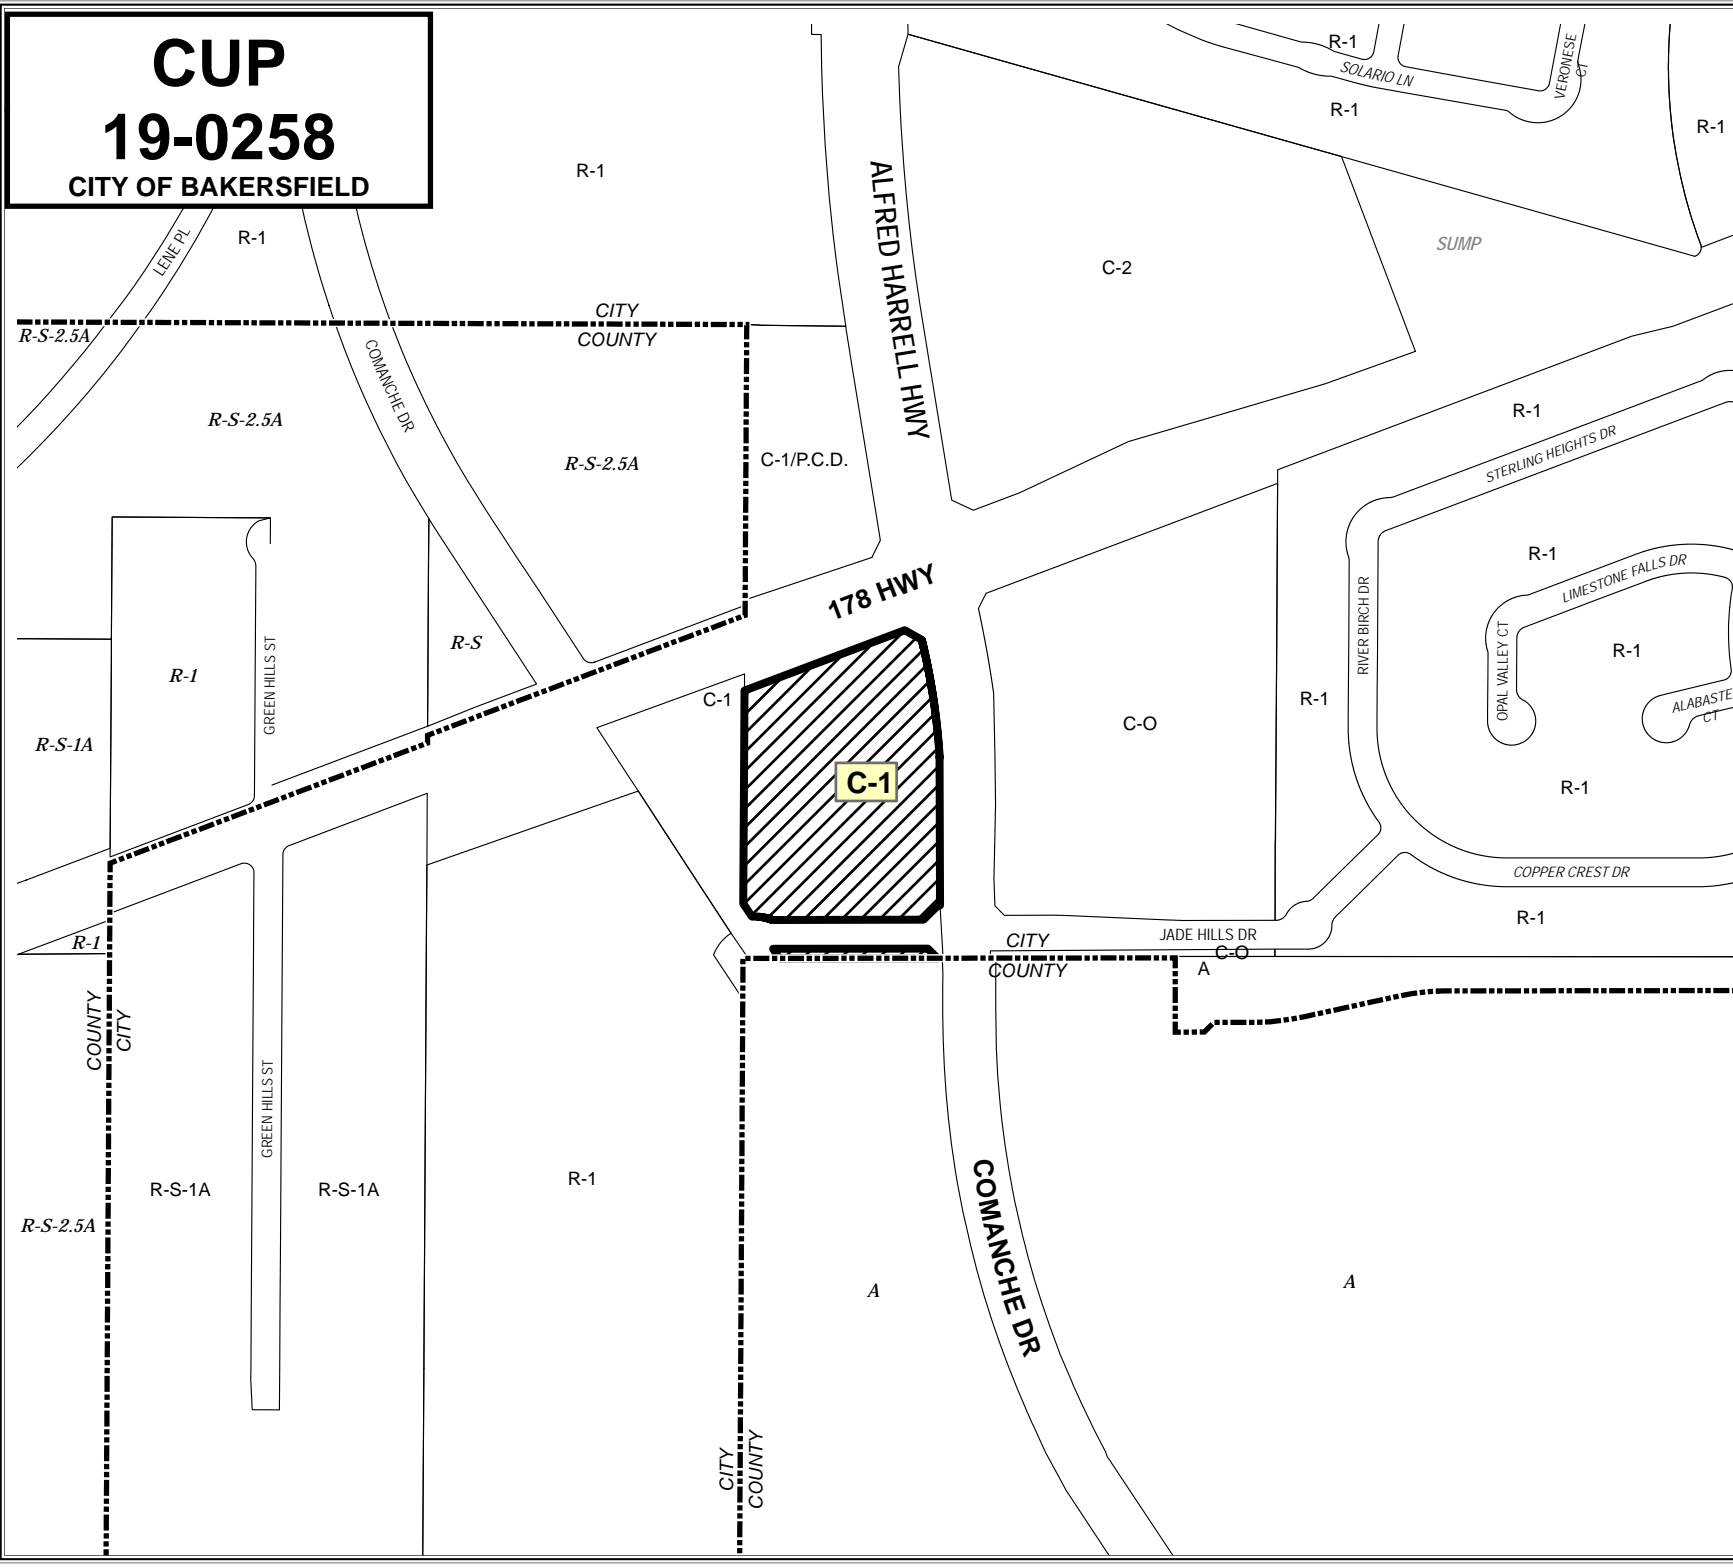 CUP
19-0258
CITY OF BAKERSFIELD
R-1
SOLARIO LN
VERONESE
CT
R-1
R-1
R-1
LENE PL
R-1
ALFRED HARRELL HWY
SUMP
C-2
CITY
COUNTY
R-S-2.5A
COMANCHE DR
R-S-2.5A
R-S-2.5A
C-1/P.C.D.
R-1
STERLING HEIGHTS DR
R-1
LIMESTONE FALLS DR
178 HWY
RIVER BIRCH DR
OPAL VALLEY CT
R-1
R-S
GREEN HILLS ST
R-1
C-1
R-1
ALABASTE
CT
C-O
R-S-1A
C-1
R-1
COPPER CREST DR
R-1
R-1
JADE HILLS DR
CITY
COUNTY
C-O
A
COUNTY
CITY
GREEN HILLS ST
R-S-1A
R-S-1A
R-1
R-S-2.5A
COMANCHE DR
A
A
CITY
COUNTY